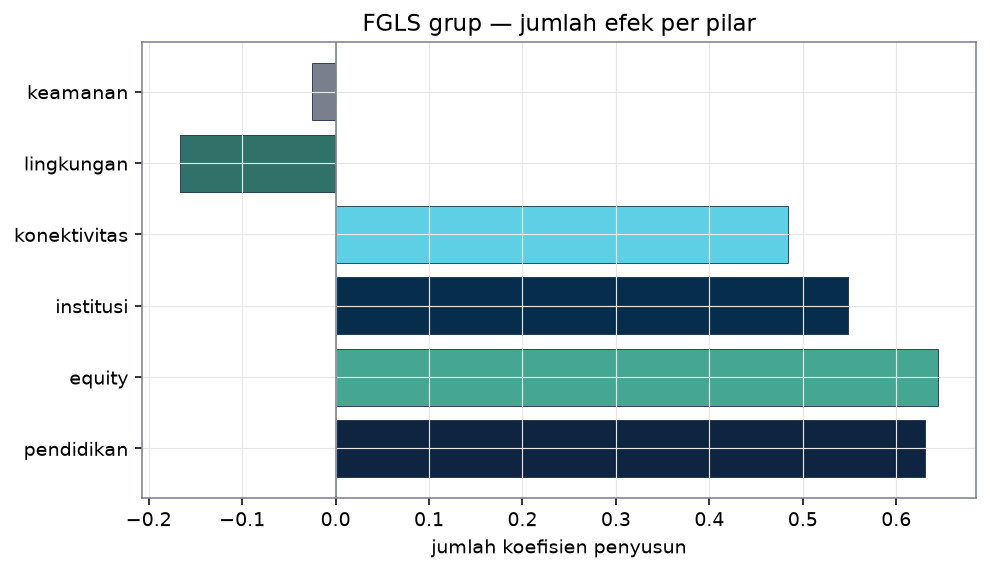 FGLS grup — jumlah efek per pilar
keamanan
lingkungan
konektivitas
institusi
equity
pendidikan
−0.2 −0.1 0.0 0.1 0.2 0.3 0.4 0.5 0.6
jumlah koefisien penyusun